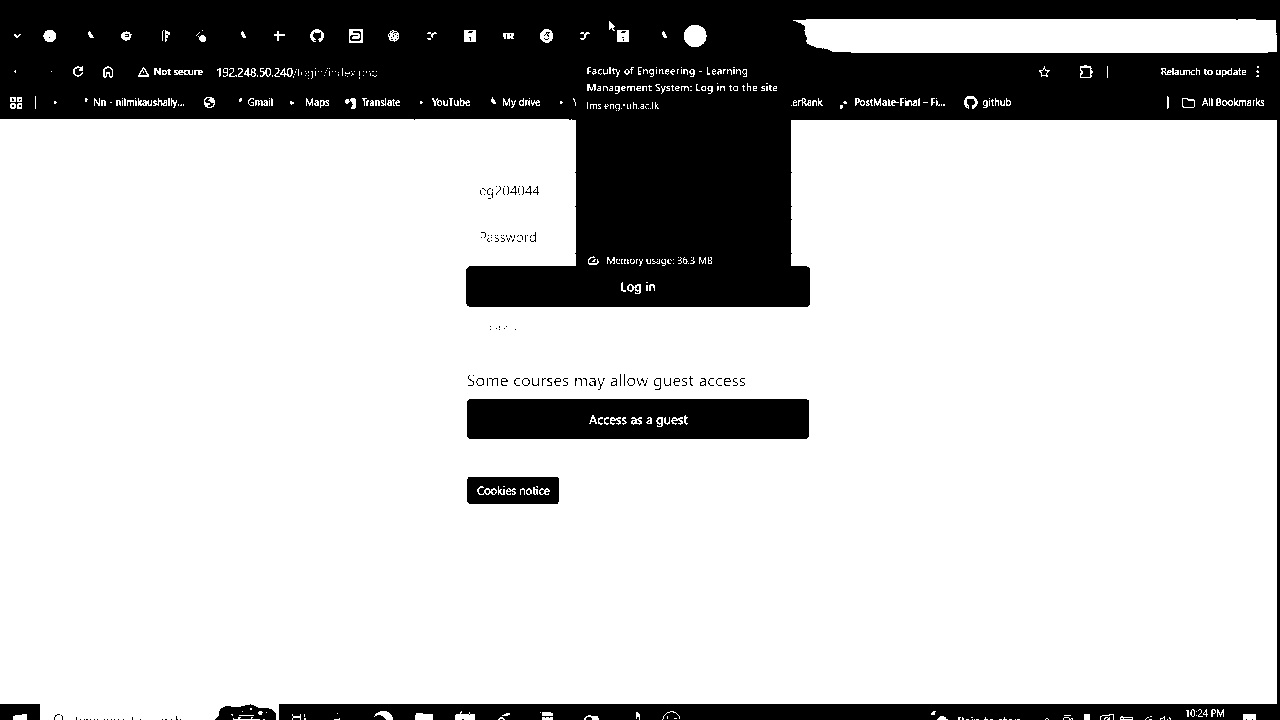 Not secure 192.248.50.240/login/index.php
Faculty of Engineering - Learning
Management System: Log in to the site
lms.eng.ruh.ac.lk
Relaunch to update
Nn - nilmikaushally...
Gmail
Maps
Translate
YouTube
My drive
erRank
PostMate-Final – Fi...
github
All Bookmarks
eg204044
Password
Memory usage: 36.3 MB
Log in
Some courses may allow guest access
Access as a guest
Cookies notice
10:24 PM